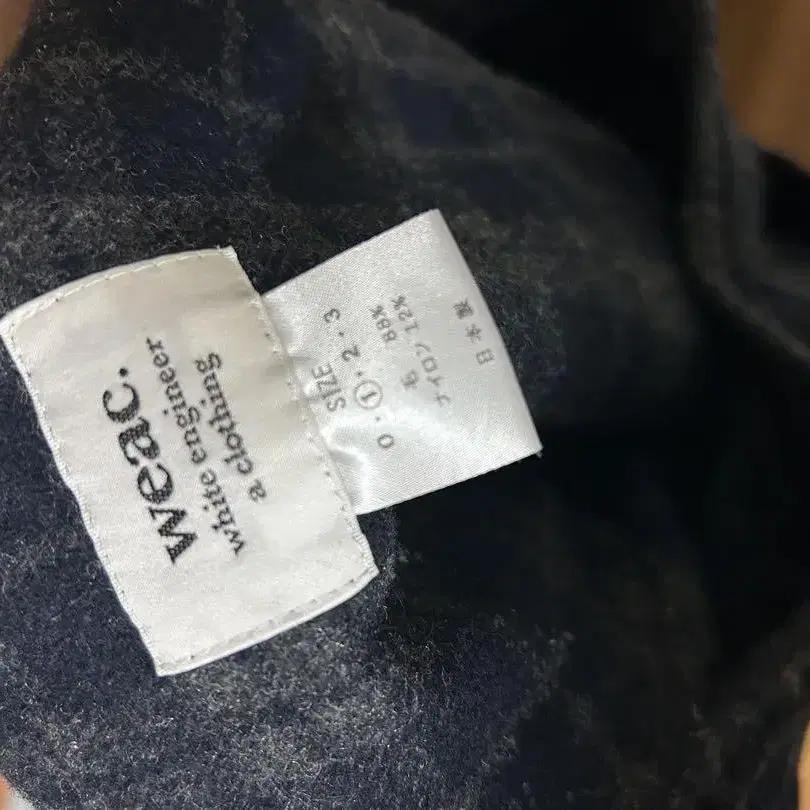 weac.
white engineer
a clothing
SIZE
0・①・2・3
毛 88%
ナイロン 12%
日本製